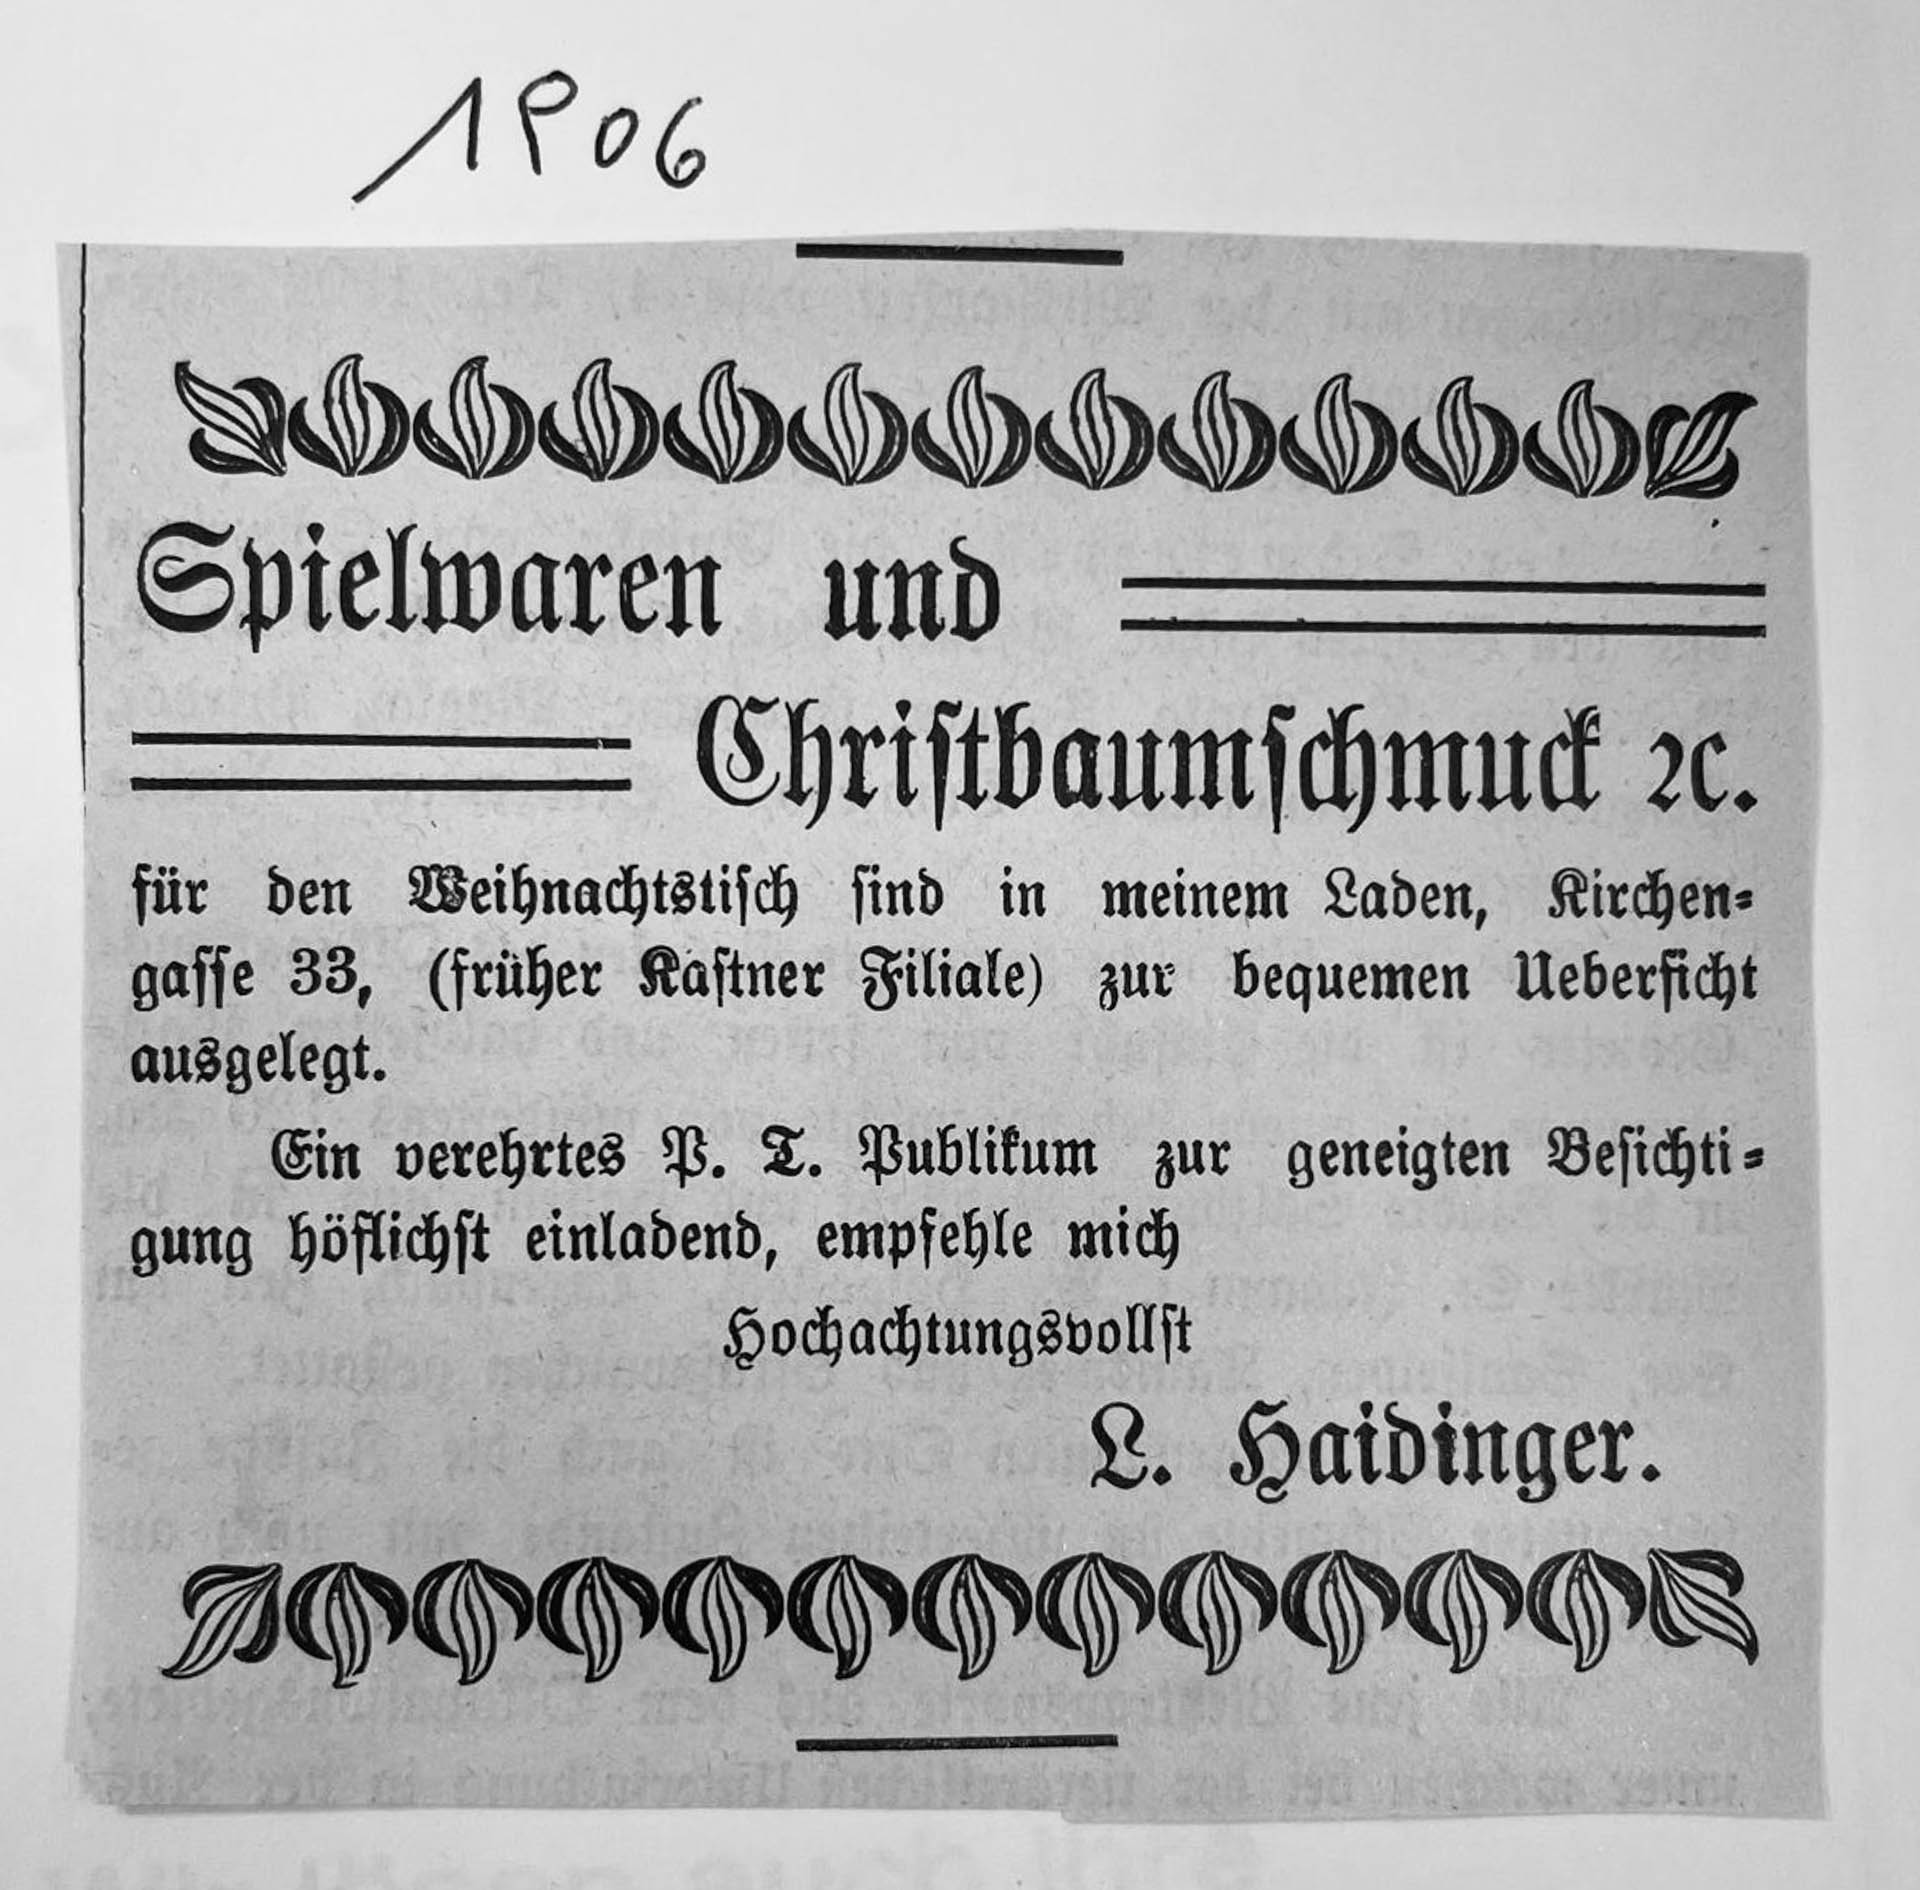 1906
Spielwaren und
Christbaumschmuck ꝛc.
für den Weihnachtstisch sind in meinem Laden, Kirchen=
gasse 33, (früher Kastner Filiale) zur bequemen Uebersicht
ausgelegt.
Ein verehrtes P. T. Publikum zur geneigten Besichti=
gung höflichst einladend, empfehle mich
Hochachtungsvollst
L. Haidinger.